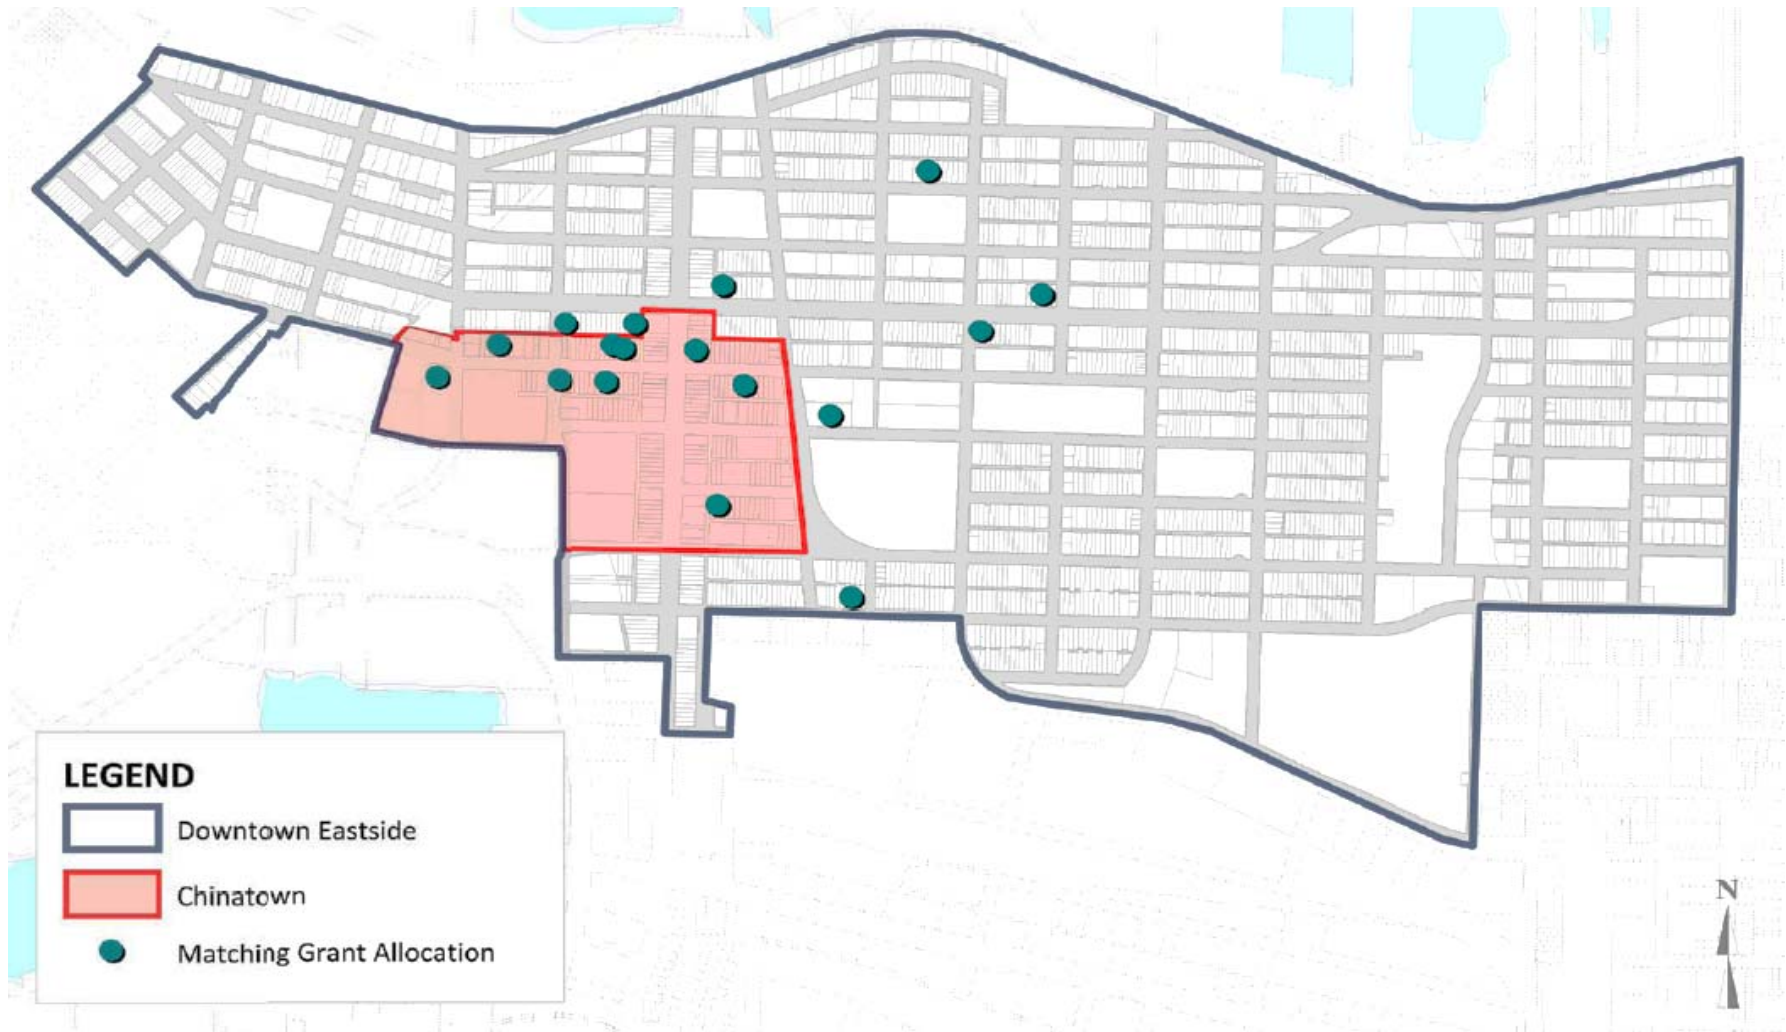 LEGEND
Downtown Eastside
Chinatown
Matching Grant Allocation
N